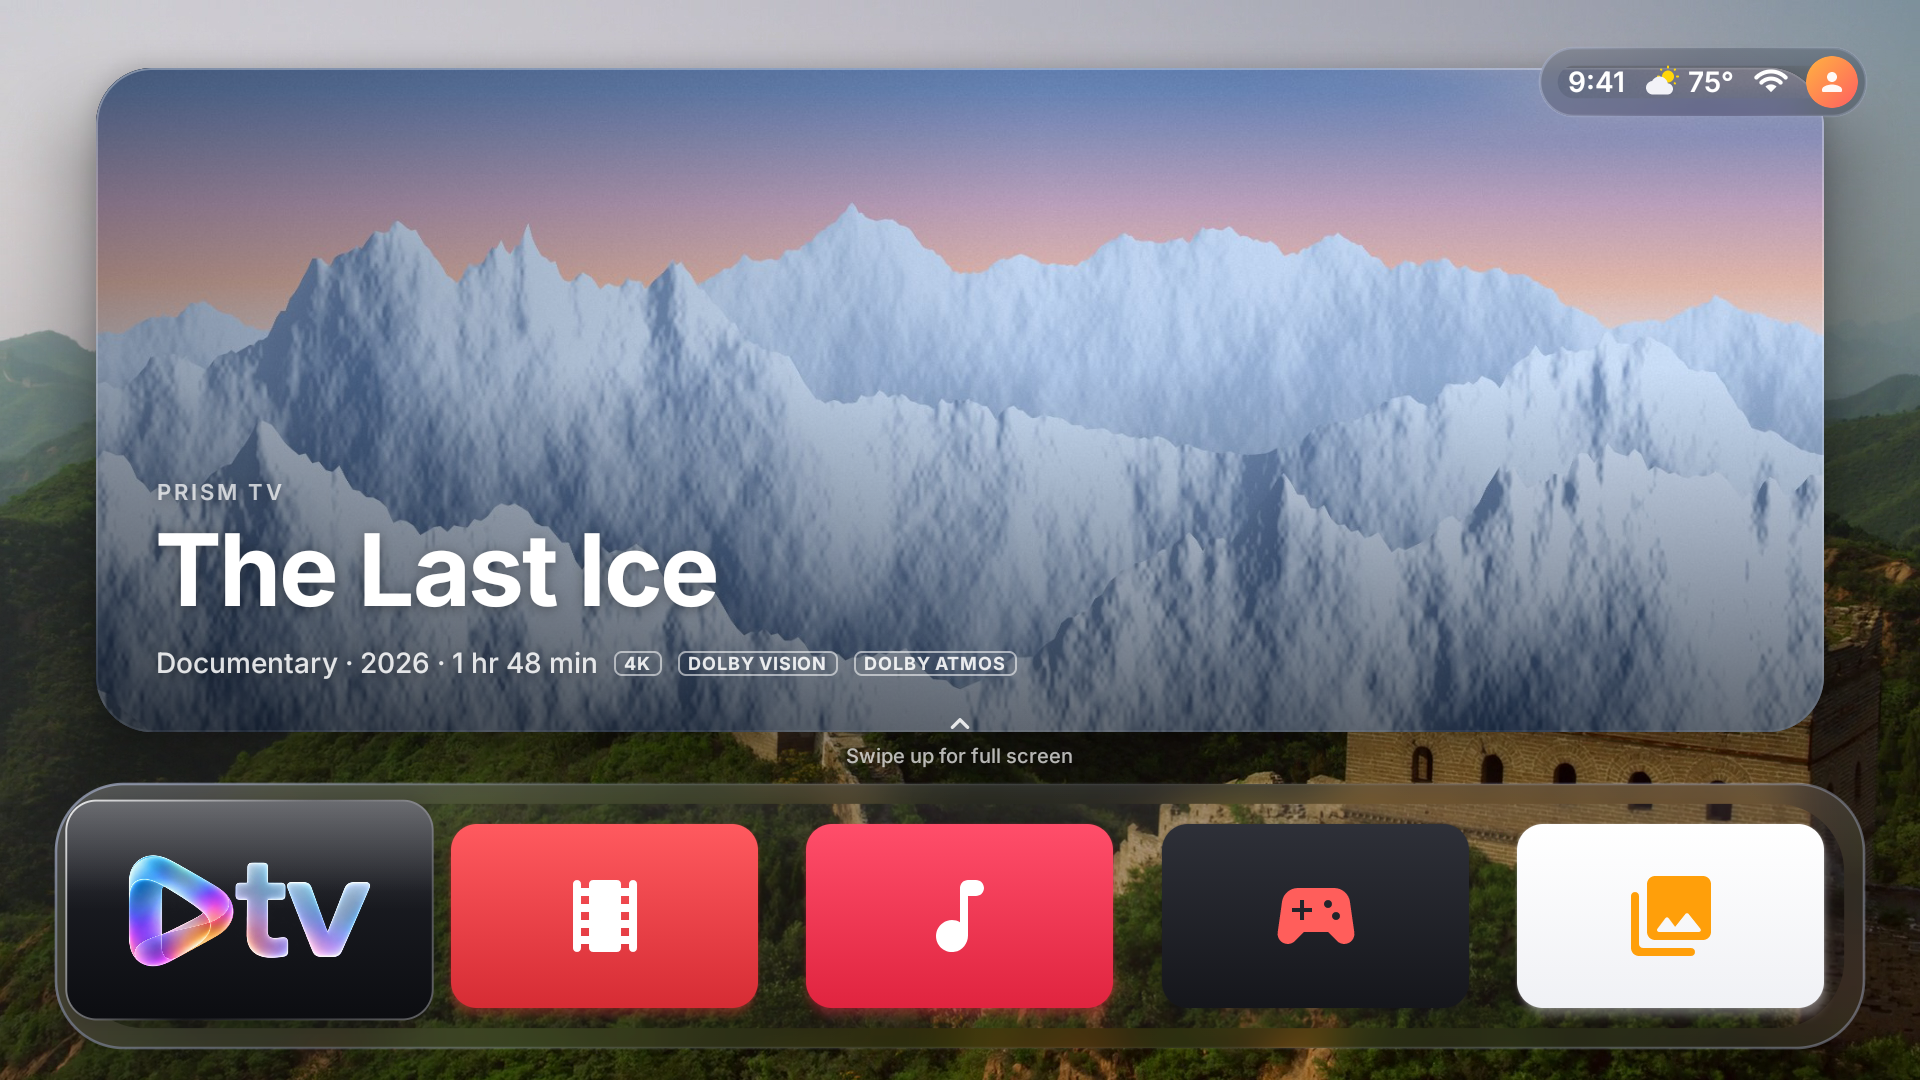 9:41 75°
PRISM TV
The Last Ice
Documentary · 2026 · 1 hr 48 min 4K DOLBY VISION DOLBY ATMOS
Swipe up for full screen
tv